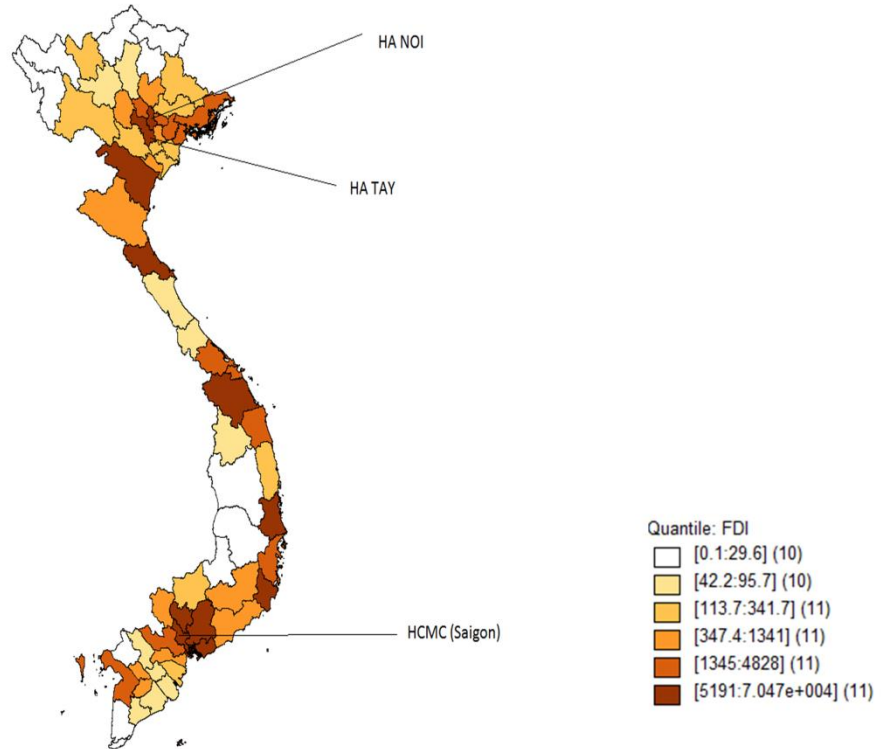 HA NOI
HA TAY
HCMC (Saigon)
Quantile: FDI
[0.1:29.6] (10)
[42.2:95.7] (10)
[113.7:341.7] (11)
[347.4:1341] (11)
[1345:4828] (11)
[5191:7.047e+004] (11)